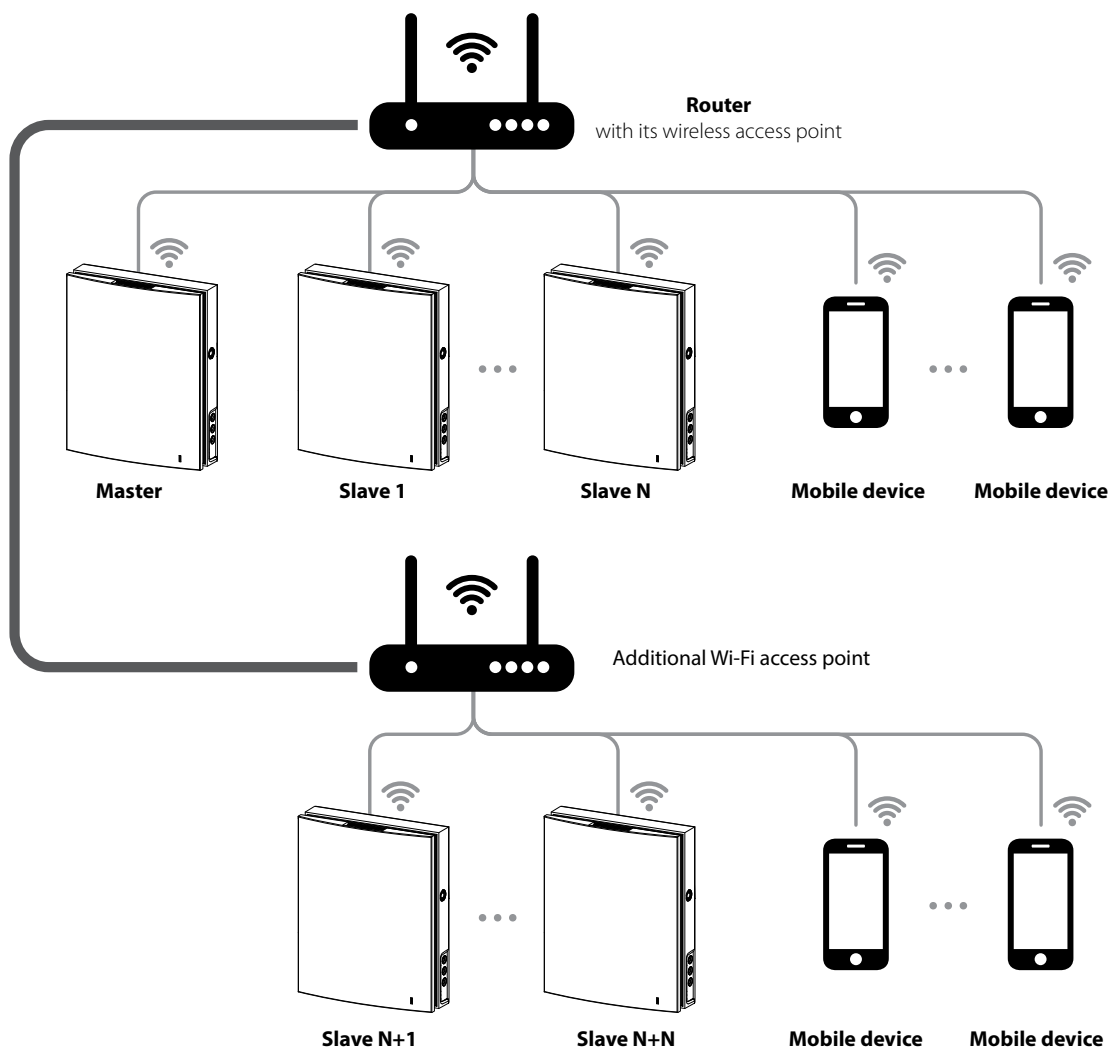 Router
with its wireless access point
Master
Slave 1
Slave N
Mobile device
Mobile device
Additional Wi-Fi access point
Slave N+1
Slave N+N
Mobile device
Mobile device